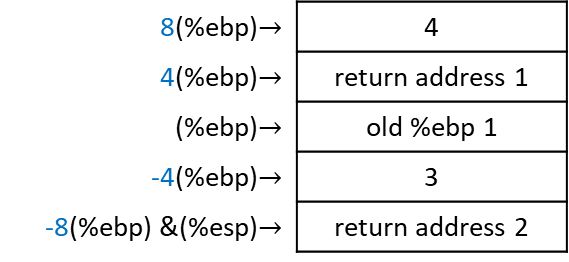 8(%ebp)→ 4
4(%ebp)→ return address 1
(%ebp)→ old %ebp 1
-4(%ebp)→ 3
-8(%ebp) &(%esp)→ return address 2